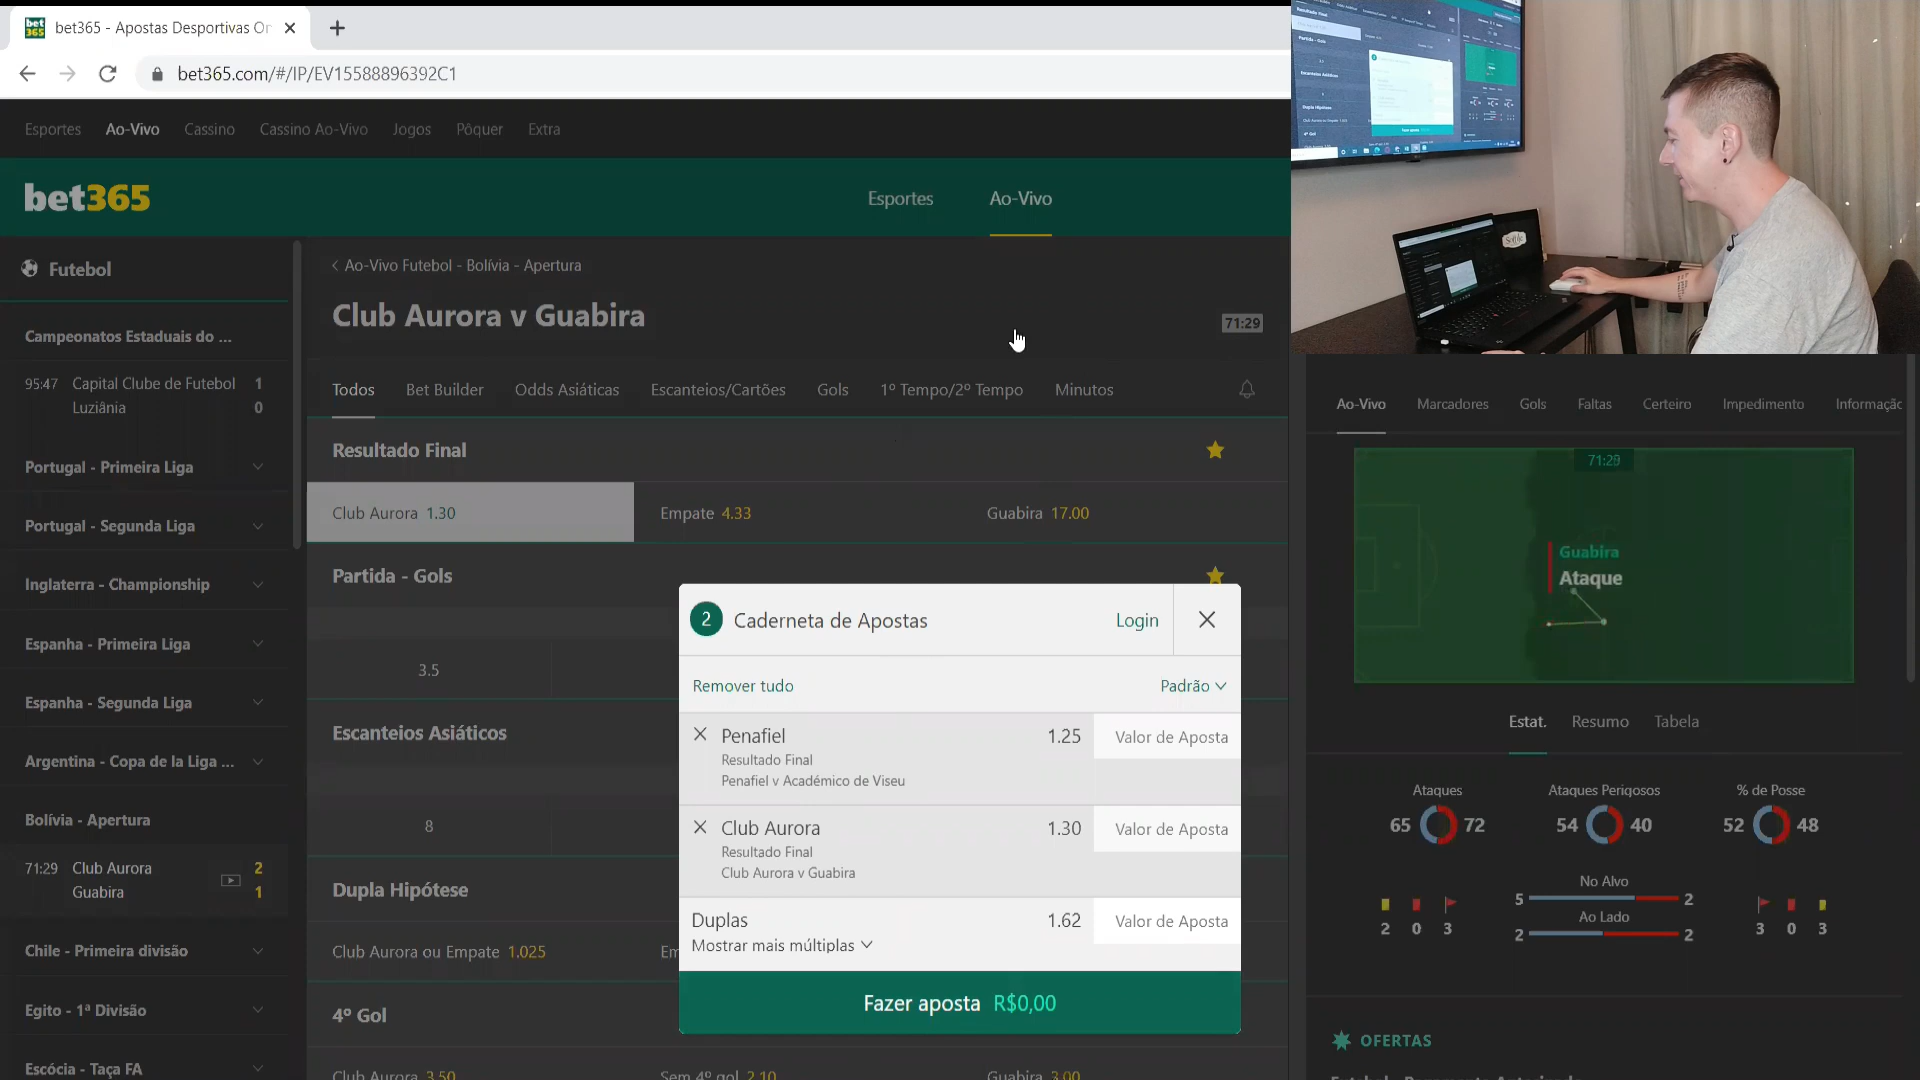 bet365 - Apostas Desportivas On
bet365.com/#/IP/EV15588896392C1
Esportes Ao-Vivo Cassino Cassino Ao-Vivo Jogos Pôquer Extra
bet365
Esportes Ao-Vivo
Futebol
Campeonatos Estaduais do ...
95:47 Capital Clube de Futebol 1
Luziânia 0
Portugal - Primeira Liga
Portugal - Segunda Liga
Inglaterra - Championship
Espanha - Primeira Liga
Espanha - Segunda Liga
Argentina - Copa de la Liga ...
Bolívia - Apertura
71:29 Club Aurora 2
Guabira 1
Chile - Primeira divisão
Egito - 1ª Divisão
Escócia - Taça FA
Ao-Vivo Futebol - Bolívia - Apertura
Club Aurora v Guabira
71:29
Todos Bet Builder Odds Asiáticas Escanteios/Cartões Gols 1º Tempo/2º Tempo Minutos
Resultado Final
Club Aurora 1.30 Empate 4.33 Guabira 17.00
Partida - Gols
3.5
Escanteios Asiáticos
8
Dupla Hipótese
Club Aurora ou Empate 1.025
4º Gol
Club Aurora 3.50 Sem 4º gol 2.10 Guabira 3.00
2 Caderneta de Apostas Login
Remover tudo Padrão
Penafiel 1.25 Valor de Aposta
Resultado Final
Penafiel v Académico de Viseu
Club Aurora 1.30 Valor de Aposta
Resultado Final
Club Aurora v Guabira
Duplas 1.62 Valor de Aposta
Mostrar mais múltiplas
Fazer aposta R$0,00
Ao-Vivo Marcadores Gols Faltas Certeiro Impedimento Informaçã
71:29
Guabira
Ataque
Estat. Resumo Tabela
Ataques Ataques Perigosos % de Posse
65 72 54 40 52 48
No Alvo
5 2
Ao Lado
2 2
2 0 3 3 0 3
OFERTAS